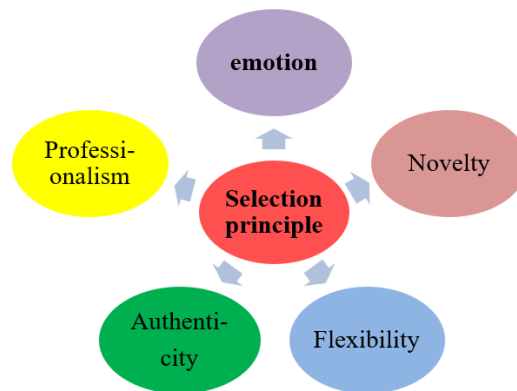 emotion
Professi-
onalism
Novelty
Selection
principle
Authenti-
city
Flexibility